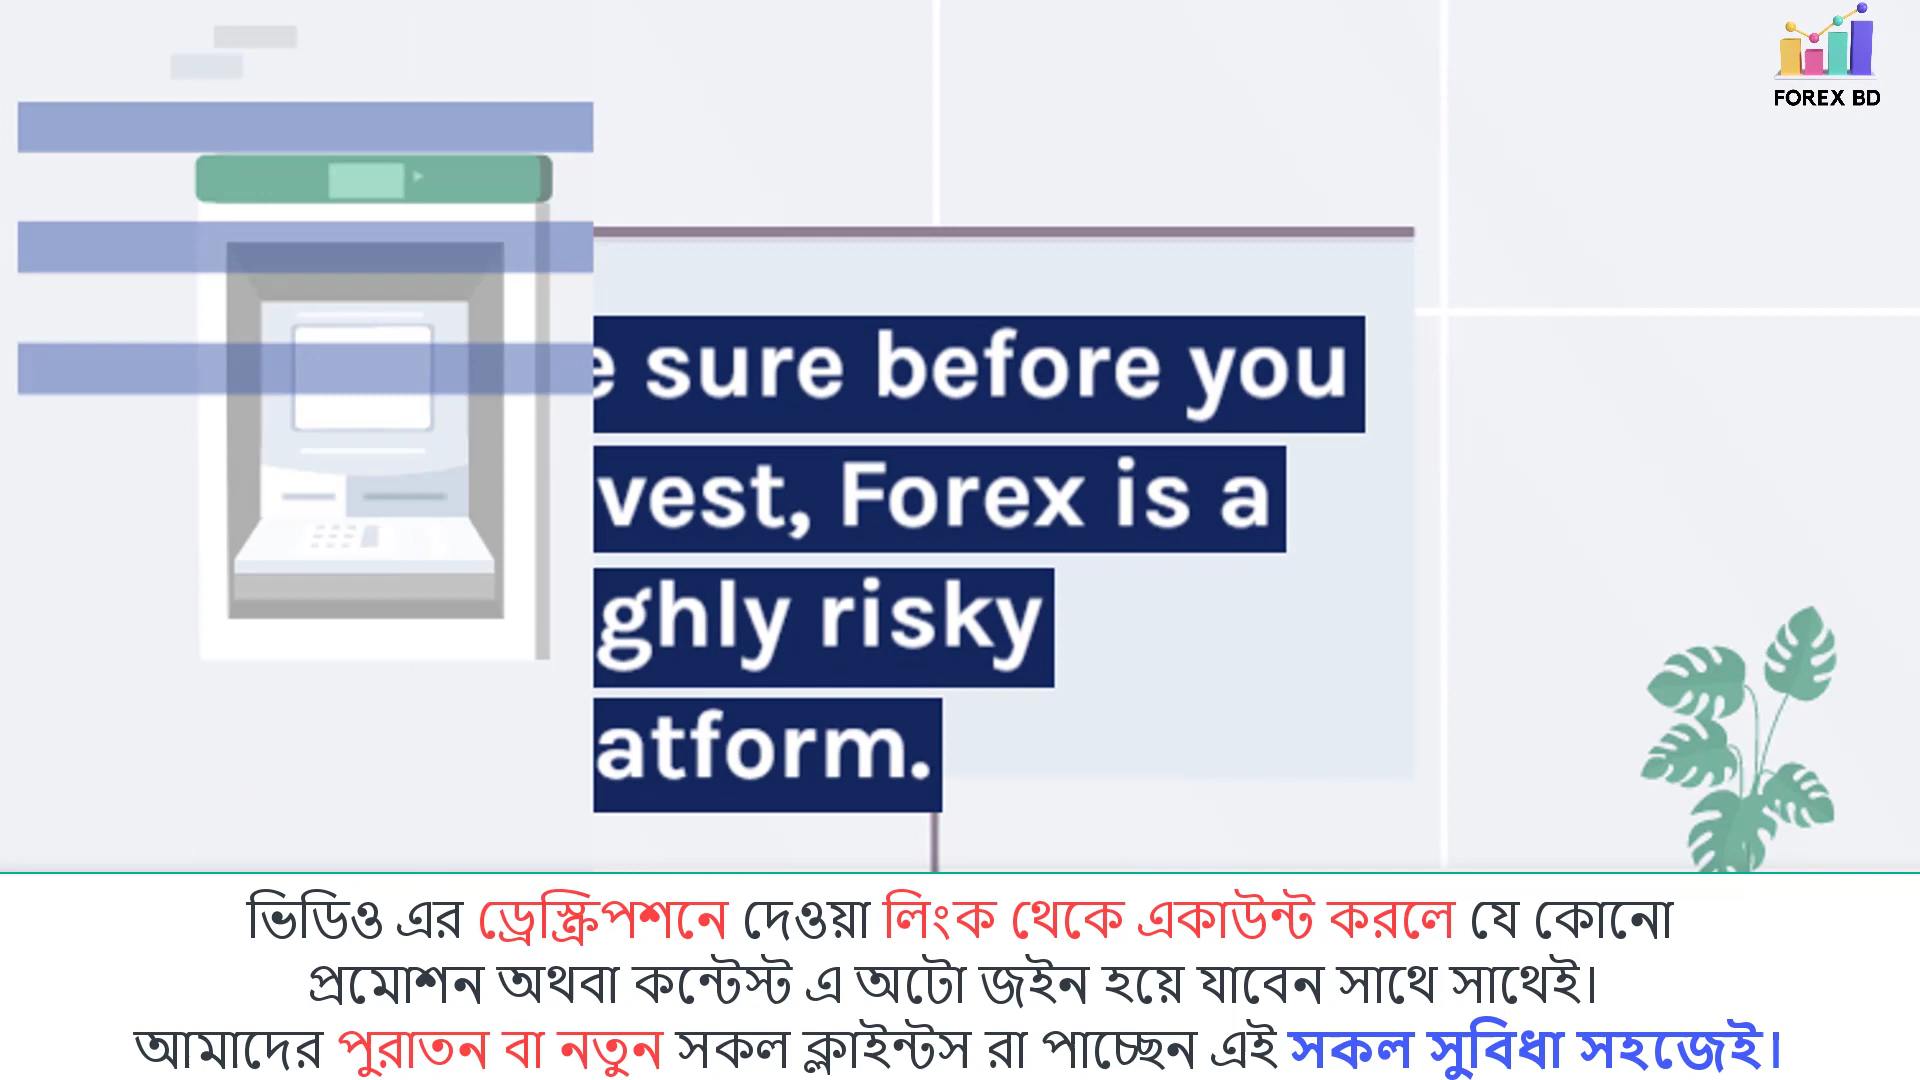 FOREX BD
sure before you
vest, Forex is a
ghly risky
atform.
ভিডিও এর ড্রেস্ক্রিপশনে দেওয়া লিংক থেকে একাউন্ট করলে যে কোনো
প্রমোশন অথবা কন্টেস্ট এ অটো জইন হয়ে যাবেন সাথে সাথেই।
আমাদের পুরাতন বা নতুন সকল ক্লাইন্টস রা পাচ্ছেন এই সকল সুবিধা সহজেই।